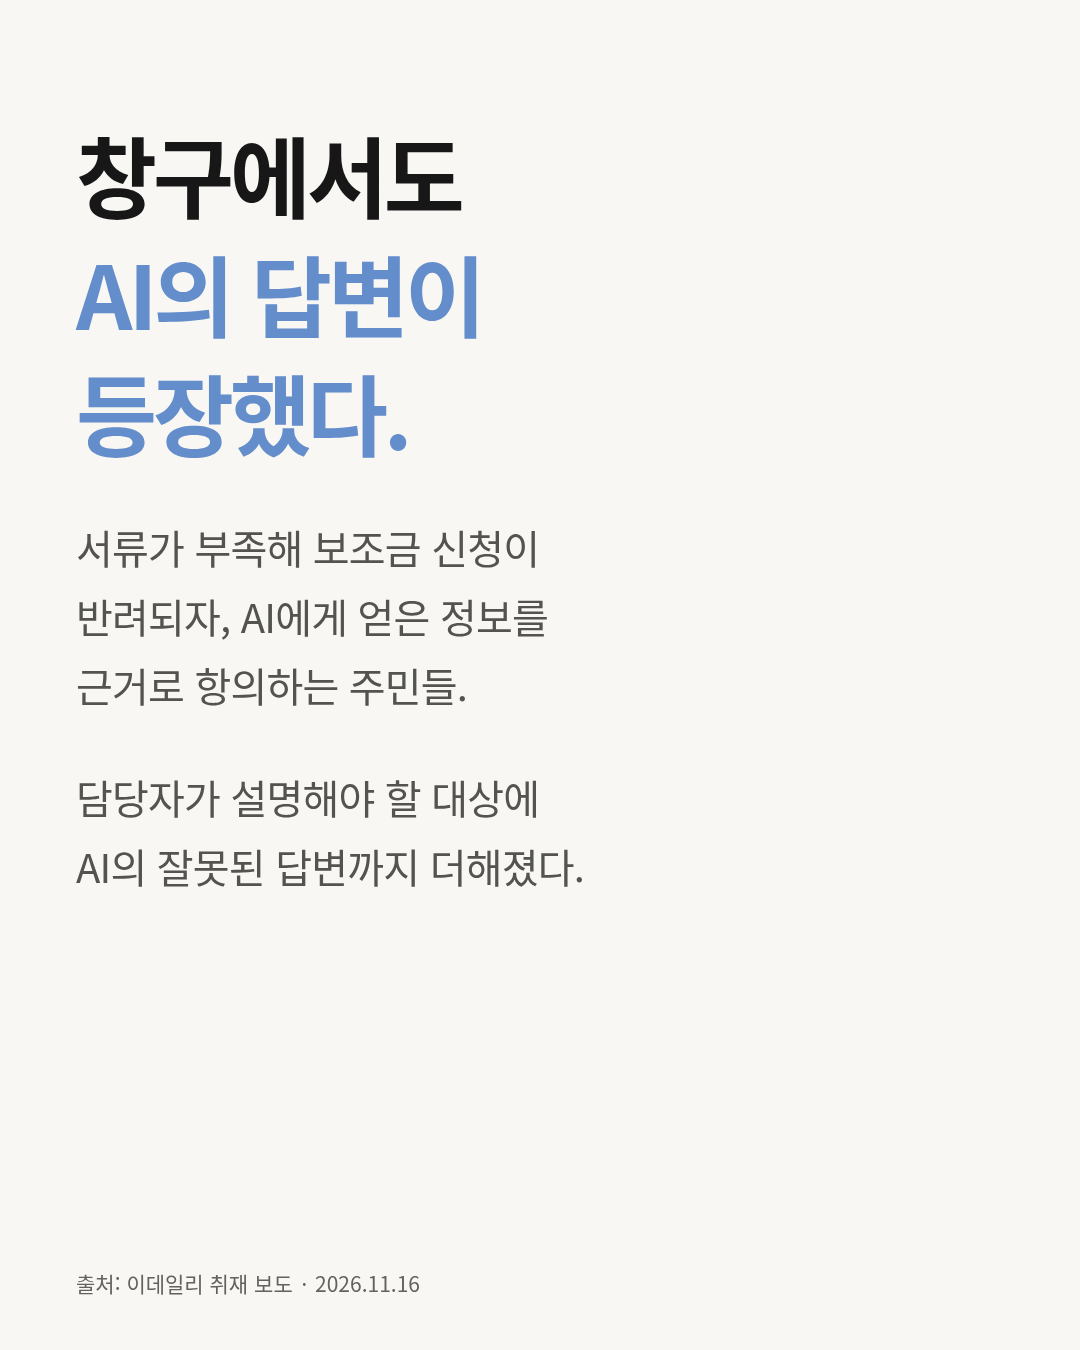 창구에서도
AI의 답변이
등장했다.
서류가 부족해 보조금 신청이
반려되자, AI에게 얻은 정보를
근거로 항의하는 주민들.
담당자가 설명해야 할 대상에
AI의 잘못된 답변까지 더해졌다.
출처: 이데일리 취재 보도 · 2026.11.16